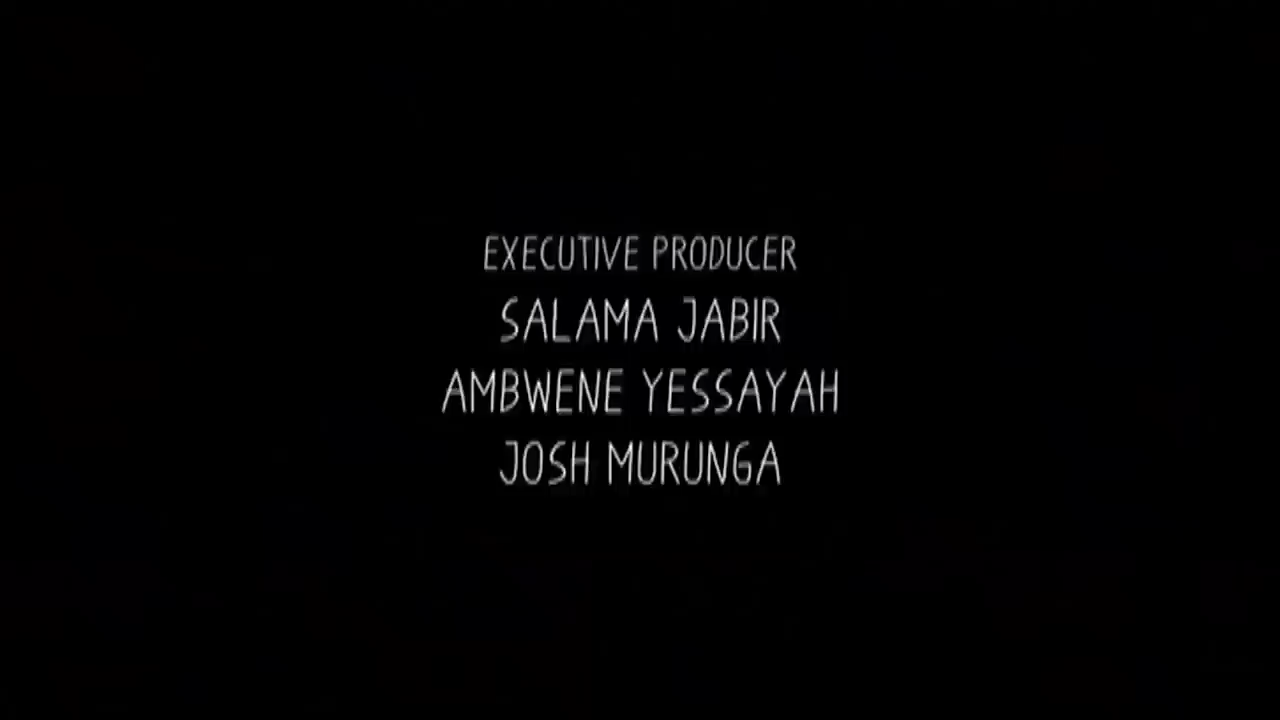 EXECUTIVE PRODUCER
SALAMA JABIR
AMBWENE YESSAYAH
JOSH MURUNGA